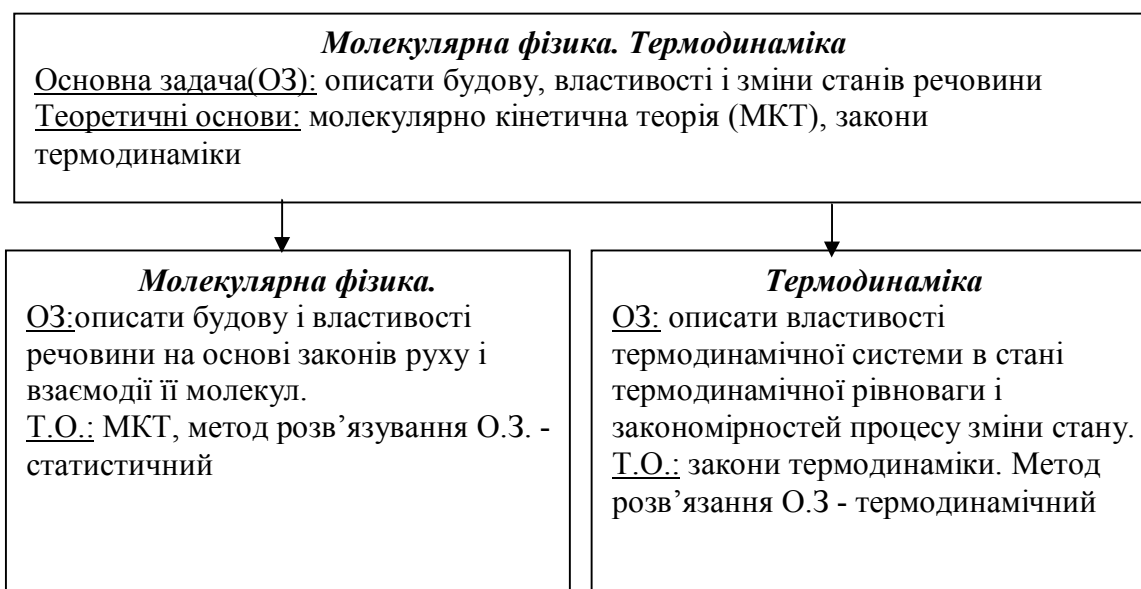 Молекулярна фізика. Термодинаміка
Основна задача(ОЗ): описати будову, властивості і зміни станів речовини
Теоретичні основи: молекулярно кінетична теорія (МКТ), закони
термодинаміки
Молекулярна фізика.
ОЗ:описати будову і властивості
речовини на основі законів руху і
взаємодії її молекул.
Т.О.: МКТ, метод розв’язування О.З. -
статистичний
Термодинаміка
ОЗ: описати властивості
термодинамічної системи в стані
термодинамічної рівноваги і
закономірностей процесу зміни стану.
Т.О.: закони термодинаміки. Метод
розв’язання О.З - термодинамічний